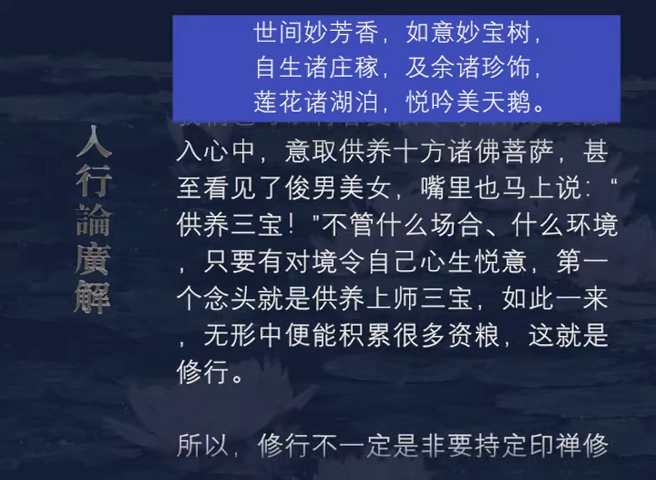 世间妙芳香，如意妙宝树，
自生诸庄稼，及余诸珍饰，
莲花诸湖泊，悦吟美天鹅。
入心中，意取供养十方诸佛菩萨，甚
至看见了俊男美女，嘴里也马上说：“
供养三宝！”不管什么场合、什么环境
，只要有对境令自己心生悦意，第一
个念头就是供养上师三宝，如此一来
，无形中便能积累很多资粮，这就是
修行。
所以，修行不一定是非要持定印禅修
入行論廣解